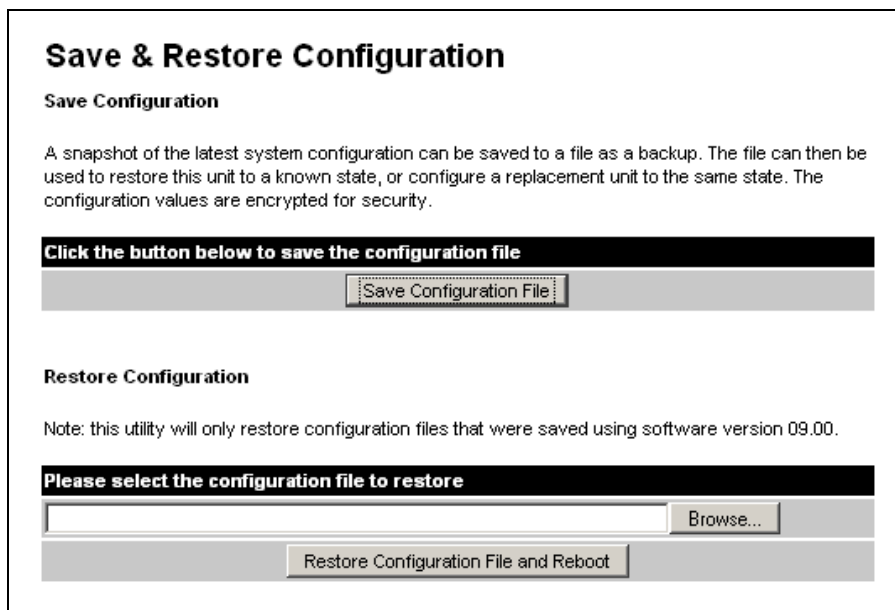 Save & Restore Configuration
Save Configuration
A snapshot of the latest system configuration can be saved to a file as a backup. The file can then be
used to restore this unit to a known state, or configure a replacement unit to the same state. The
configuration values are encrypted for security.
Click the button below to save the configuration file
Save Configuration File
Restore Configuration
Note: this utility will only restore configuration files that were saved using software version 09.00.
Please select the configuration file to restore
Browse...
Restore Configuration File and Reboot